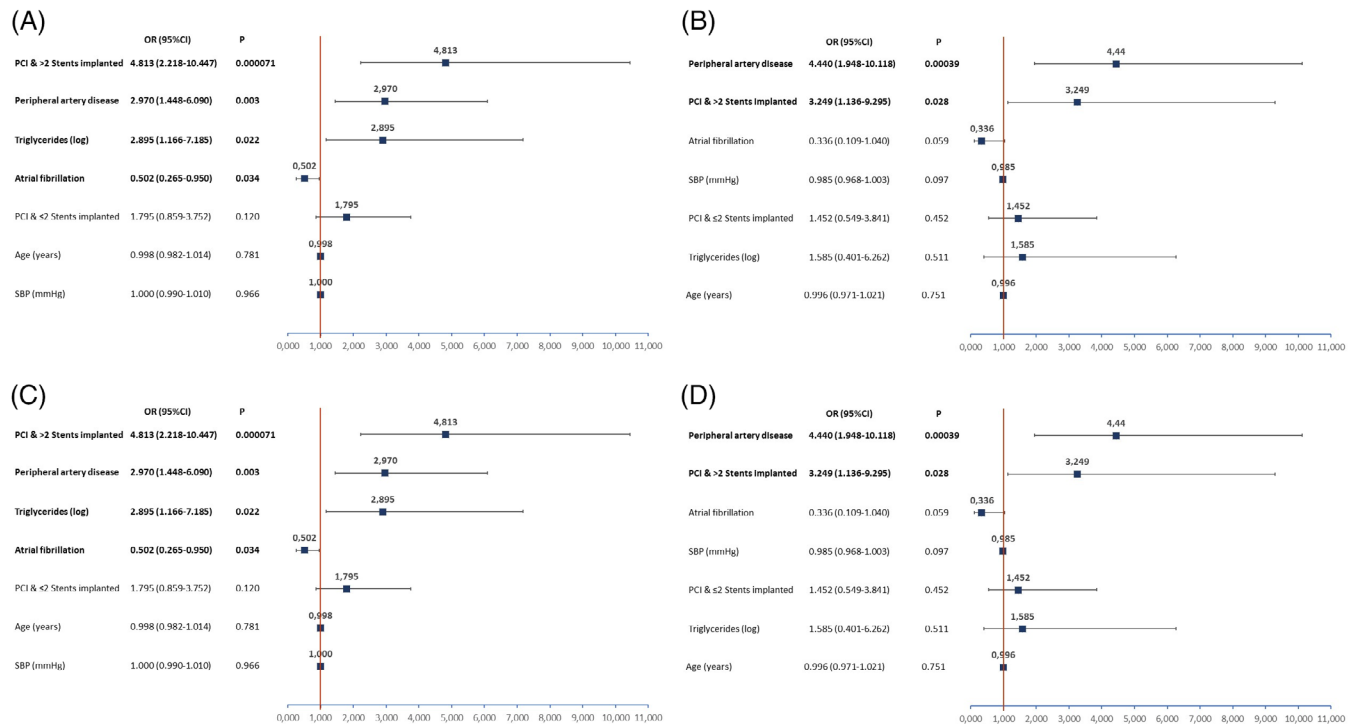 (A)
OR (95%CI) P
PCI & >2 Stents implanted 4.813 (2.218-10.447) 0.000071 4,813
Peripheral artery disease 2.970 (1.448-6.090) 0.003 2,970
Triglycerides (log) 2.895 (1.166-7.185) 0.022 2,895
Atrial fibrillation 0.502 (0.265-0.950) 0.034 0,502
PCI & ≤2 Stents implanted 1.795 (0.859-3.752) 0.120 1,795
Age (years) 0.998 (0.982-1.014) 0.781 0,998
SBP (mmHg) 1.000 (0.990-1.010) 0.966 1,000
0,000 1,000 2,000 3,000 4,000 5,000 6,000 7,000 8,000 9,000 10,000 11,000
(B)
OR (95%CI) P
Peripheral artery disease 4.440 (1.948-10.118) 0.00039 4,44
PCI & >2 Stents Implanted 3.249 (1.136-9.295) 0.028 3,249
Atrial fibrillation 0.336 (0.109-1.040) 0.059 0,336
SBP (mmHg) 0.985 (0.968-1.003) 0.097 0,985
PCI & ≤2 Stents implanted 1.452 (0.549-3.841) 0.452 1,452
Triglycerides (log) 1.585 (0.401-6.262) 0.511 1,585
Age (years) 0.996 (0.971-1.021) 0.751 0,996
0,000 1,000 2,000 3,000 4,000 5,000 6,000 7,000 8,000 9,000 10,000 11,000
(C)
OR (95%CI) P
PCI & >2 Stents implanted 4.813 (2.218-10.447) 0.000071 4,813
Peripheral artery disease 2.970 (1.448-6.090) 0.003 2,970
Triglycerides (log) 2.895 (1.166-7.185) 0.022 2,895
Atrial fibrillation 0.502 (0.265-0.950) 0.034 0,502
PCI & ≤2 Stents implanted 1.795 (0.859-3.752) 0.120 1,795
Age (years) 0.998 (0.982-1.014) 0.781 0,998
SBP (mmHg) 1.000 (0.990-1.010) 0.966 1,000
0,000 1,000 2,000 3,000 4,000 5,000 6,000 7,000 8,000 9,000 10,000 11,000
(D)
OR (95%CI) P
Peripheral artery disease 4.440 (1.948-10.118) 0.00039 4,44
PCI & >2 Stents Implanted 3.249 (1.136-9.295) 0.028 3,249
Atrial fibrillation 0.336 (0.109-1.040) 0.059 0,336
SBP (mmHg) 0.985 (0.968-1.003) 0.097 0,985
PCI & ≤2 Stents implanted 1.452 (0.549-3.841) 0.452 1,452
Triglycerides (log) 1.585 (0.401-6.262) 0.511 1,585
Age (years) 0.996 (0.971-1.021) 0.751 0,996
0,000 1,000 2,000 3,000 4,000 5,000 6,000 7,000 8,000 9,000 10,000 11,000